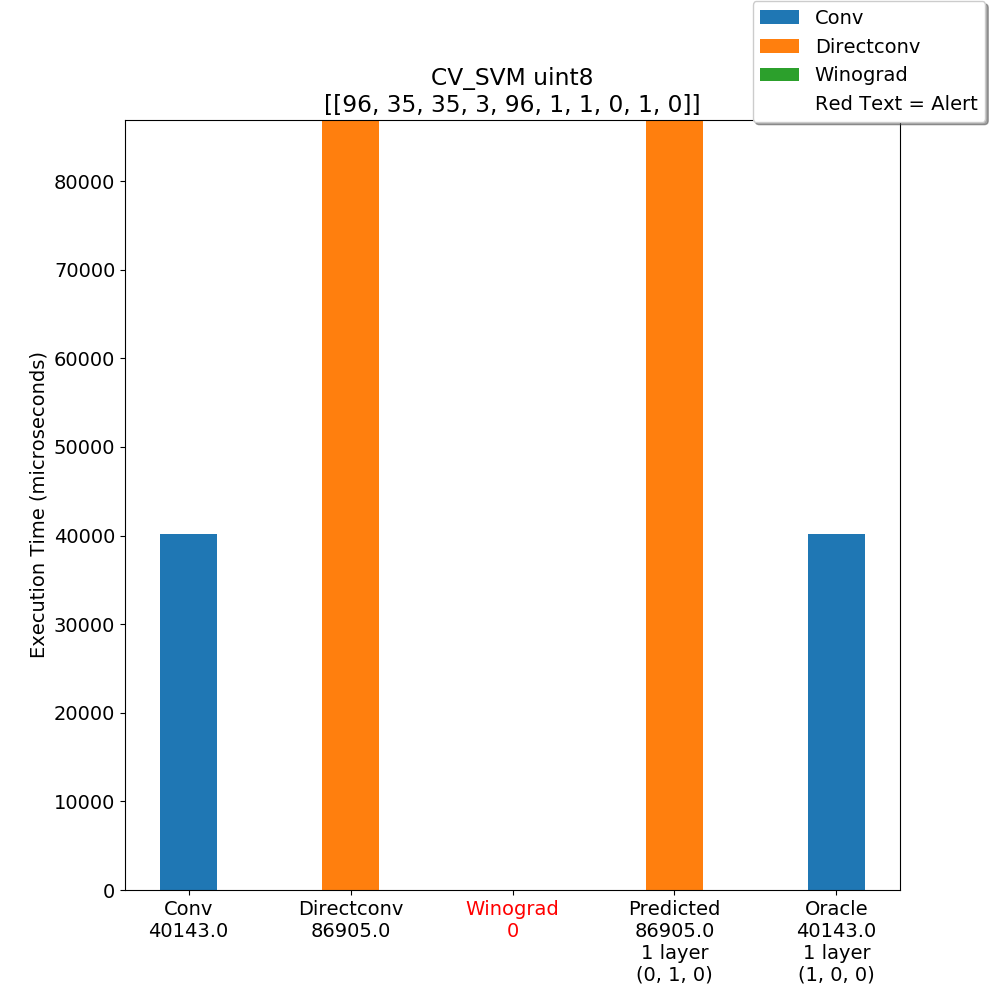 Conv
Directconv
Winograd
Red Text = Alert
CV_SVM uint8
[[96, 35, 35, 3, 96, 1, 1, 0, 1, 0]]
Execution Time (microseconds)
80000
70000
60000
50000
40000
30000
20000
10000
0
Conv
40143.0
Directconv
86905.0
Winograd
0
Predicted
86905.0
1 layer
(0, 1, 0)
Oracle
40143.0
1 layer
(1, 0, 0)